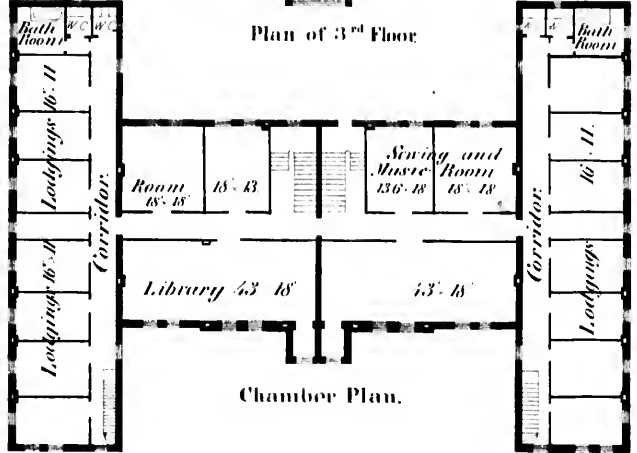 Bath
Room
W C
W C
Plan of 3rd Floor
Bath
Room
Lodgings 16'-11
Corridor.
Room
18'-18'
18'-13
Sewing and
Music Room
13 6'-18
18'-18'
16'-11.
Lodgings
Corridor.
Lodgings 16'-11
Library 43' 18'
43'-18'
Chamber Plan.